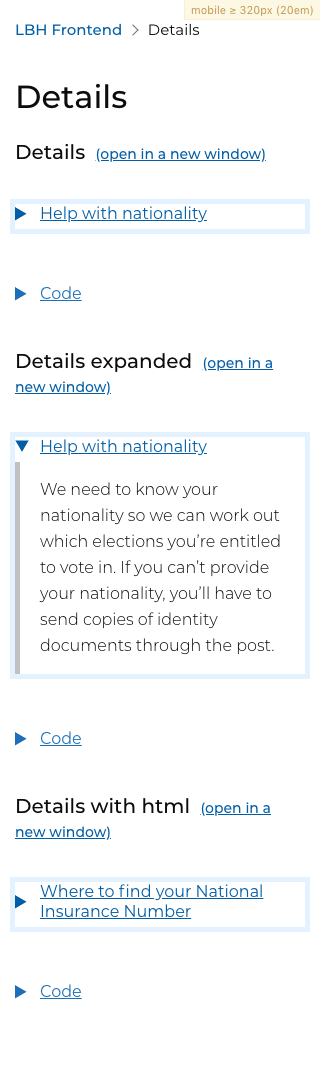 mobile ≥ 320px (20em)
LBH Frontend > Details
Details
Details (open in a new window)
Help with nationality
Code
Details expanded (open in a
new window)
Help with nationality
We need to know your
nationality so we can work out
which elections you're entitled
to vote in. If you can't provide
your nationality, you'll have to
send copies of identity
documents through the post.
Code
Details with html (open in a
new window)
Where to find your National
Insurance Number
Code